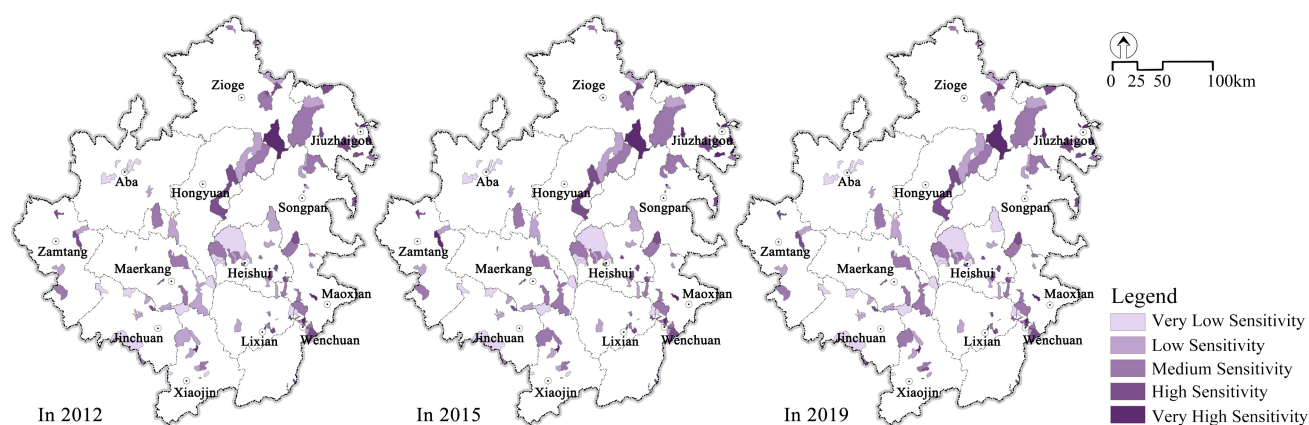 Zioge
Jiuzhaigou
Aba
Hongyuan
Songpan
Zamtang
Maerkang
Heishui
Maoxian
Jinchuan
Lixian
Wenchuan
Xiaojin
In 2012
Zioge
Jiuzhaigou
Aba
Hongyuan
Songpan
Zamtang
Maerkang
Heishui
Maoxian
Jinchuan
Lixian
Wenchuan
Xiaojin
In 2015
Zioge
Jiuzhaigou
Aba
Hongyuan
Songpan
Zamtang
Maerkang
Heishui
Maoxian
Jinchuan
Lixian
Wenchuan
Xiaojin
In 2019
0 25 50 100km
Legend
Very Low Sensitivity
Low Sensitivity
Medium Sensitivity
High Sensitivity
Very High Sensitivity